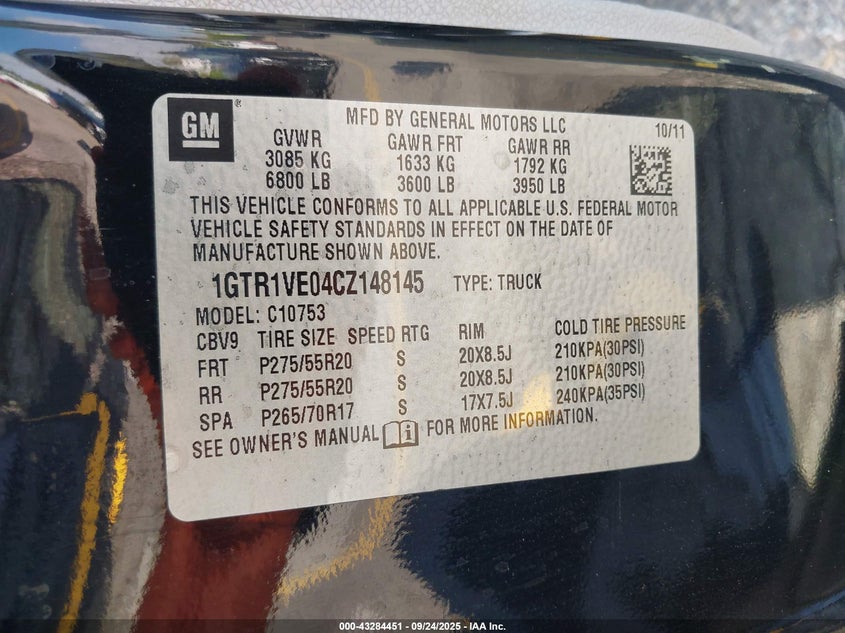 GM ®
MFD BY GENERAL MOTORS LLC 10/11
GVWR GAWR FRT GAWR RR
3085 KG 1633 KG 1792 KG
6800 LB 3600 LB 3950 LB
THIS VEHICLE CONFORMS TO ALL APPLICABLE U.S. FEDERAL MOTOR
VEHICLE SAFETY STANDARDS IN EFFECT ON THE DATE OF
MANUFACTURE SHOWN ABOVE.
1GTR1VE04CZ148145 TYPE: TRUCK
MODEL: C10753
CBV9 TIRE SIZE SPEED RTG RIM COLD TIRE PRESSURE
FRT P275/55R20 S 20X8.5J 210KPA(30PSI)
RR P275/55R20 S 20X8.5J 210KPA(30PSI)
SPA P265/70R17 S 17X7.5J 240KPA(35PSI)
SEE OWNER'S MANUAL FOR MORE INFORMATION.
000-43284451 - 09/24/2025 - IAA Inc.